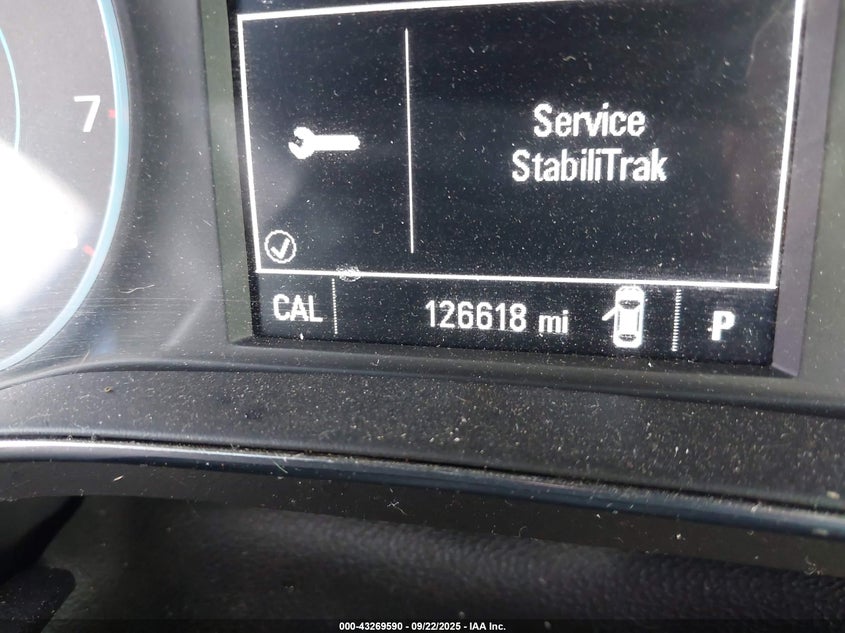 7
Service
StabiliTrak
CAL 126618 mi P
000-43269590 - 09/22/2025 - IAA Inc.